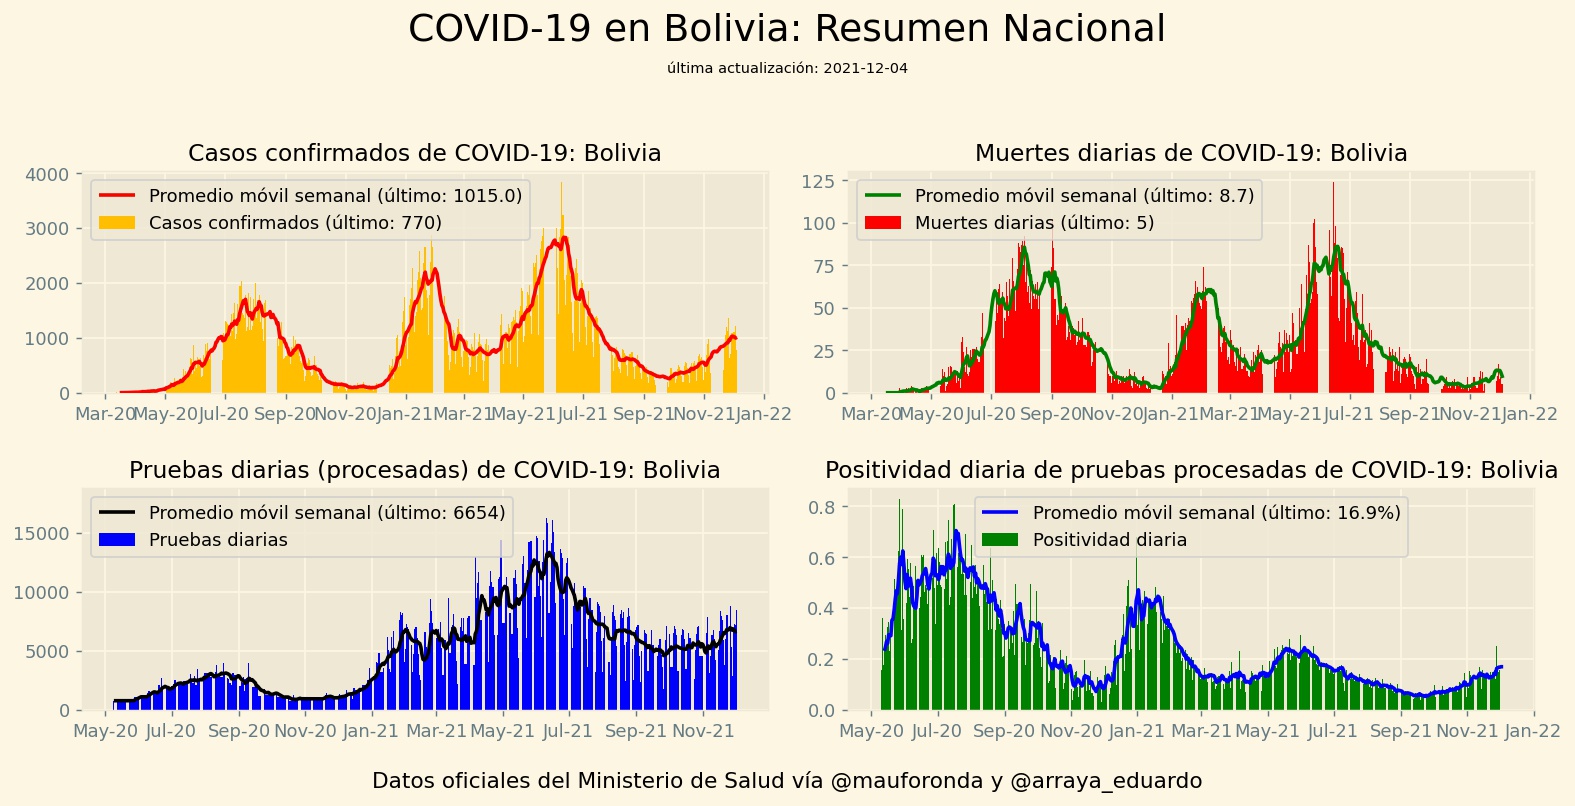 COVID-19 en Bolivia: Resumen Nacional
última actualización: 2021-12-04
Casos confirmados de COVID-19: Bolivia
Promedio móvil semanal (último: 1015.0)
Casos confirmados (último: 770)
4000
3000
2000
1000
0
Mar-20 May-20 Jul-20 Sep-20 Nov-20 Jan-21 Mar-21 May-21 Jul-21 Sep-21 Nov-21 Jan-22
Muertes diarias de COVID-19: Bolivia
Promedio móvil semanal (último: 8.7)
Muertes diarias (último: 5)
125
100
75
50
25
0
Mar-20 May-20 Jul-20 Sep-20 Nov-20 Jan-21 Mar-21 May-21 Jul-21 Sep-21 Nov-21 Jan-22
Pruebas diarias (procesadas) de COVID-19: Bolivia
Promedio móvil semanal (último: 6654)
Pruebas diarias
15000
10000
5000
0
May-20 Jul-20 Sep-20 Nov-20 Jan-21 Mar-21 May-21 Jul-21 Sep-21 Nov-21
Positividad diaria de pruebas procesadas de COVID-19: Bolivia
Promedio móvil semanal (último: 16.9%)
Positividad diaria
0.8
0.6
0.4
0.2
0.0
May-20 Jul-20 Sep-20 Nov-20 Jan-21 Mar-21 May-21 Jul-21 Sep-21 Nov-21 Jan-22
Datos oficiales del Ministerio de Salud vía @mauforonda y @arraya_eduardo